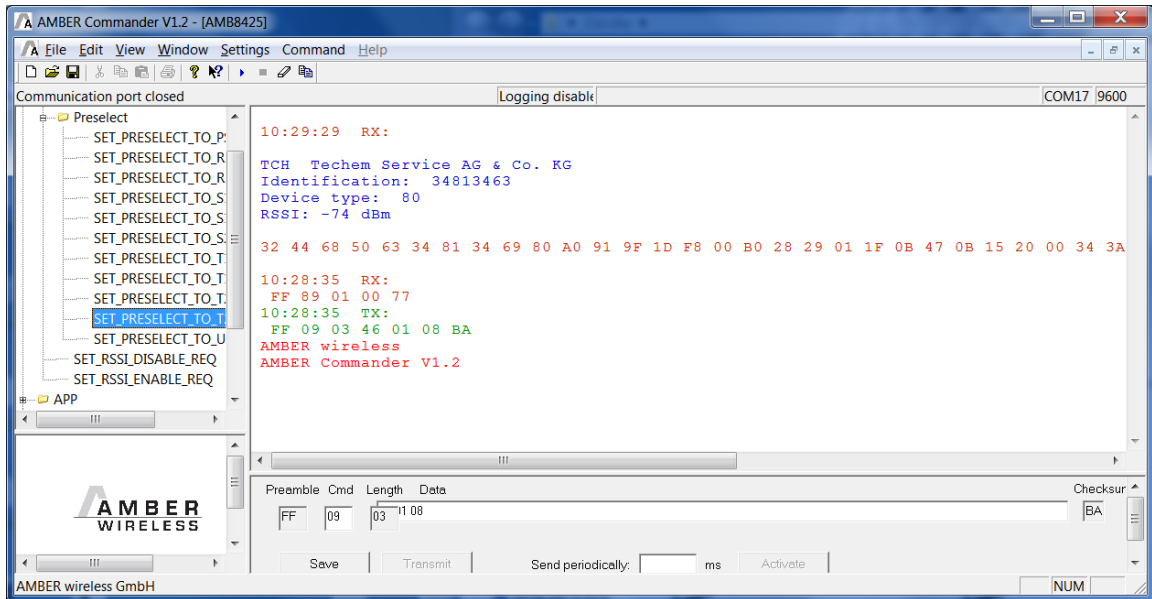 AMBER Commander V1.2 - [AMB8425]
File Edit View Window Settings Command Help
Communication port closed Logging disable COM17 9600
Preselect
SET_PRESELECT_TO_P
SET_PRESELECT_TO_R
SET_PRESELECT_TO_R
SET_PRESELECT_TO_S
SET_PRESELECT_TO_S
SET_PRESELECT_TO_S
SET_PRESELECT_TO_T
SET_PRESELECT_TO_T
SET_PRESELECT_TO_T
SET_PRESELECT_TO_T
SET_PRESELECT_TO_U
SET_RSSI_DISABLE_REQ
SET_RSSI_ENABLE_REQ
APP
10:29:29 RX:
TCH Techem Service AG & Co. KG
Identification: 34813463
Device type: 80
RSSI: -74 dBm
32 44 68 50 63 34 81 34 69 80 A0 91 9F 1D F8 00 B0 28 29 01 1F 0B 47 0B 15 20 00 34 3A
10:28:35 RX:
FF 89 01 00 77
10:28:35 TX:
FF 09 03 46 01 08 BA
AMBER wireless
AMBER Commander V1.2
AMBER
WIRELESS
Preamble Cmd Length Data Checksur
FF 09 03 01 08 BA
Save Transmit Send periodically: ms Activate
AMBER wireless GmbH NUM